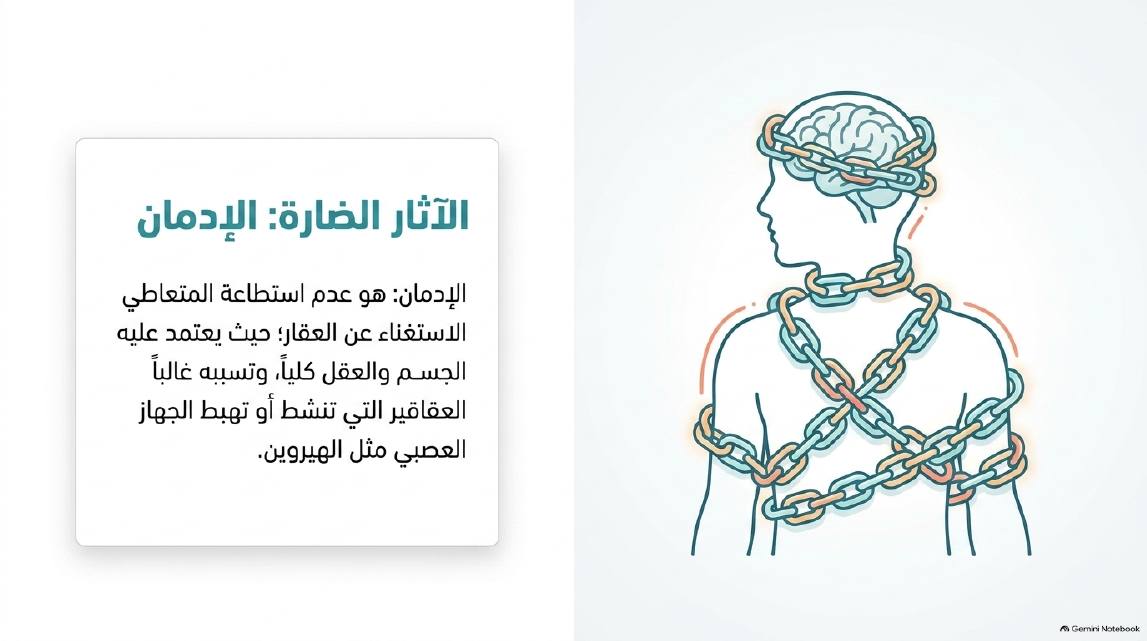 الآثار الضارة: الإدمان
الإدمان: هو عدم استطاعة المتعاطي
الاستغناء عن العقار؛ حيث يعتمد عليه
الجسم والعقل كلياً، وتسببه غالباً
العقاقير التي تنشط أو تهبط الجهاز
العصبي مثل الهيروين.
Gemini Notebook